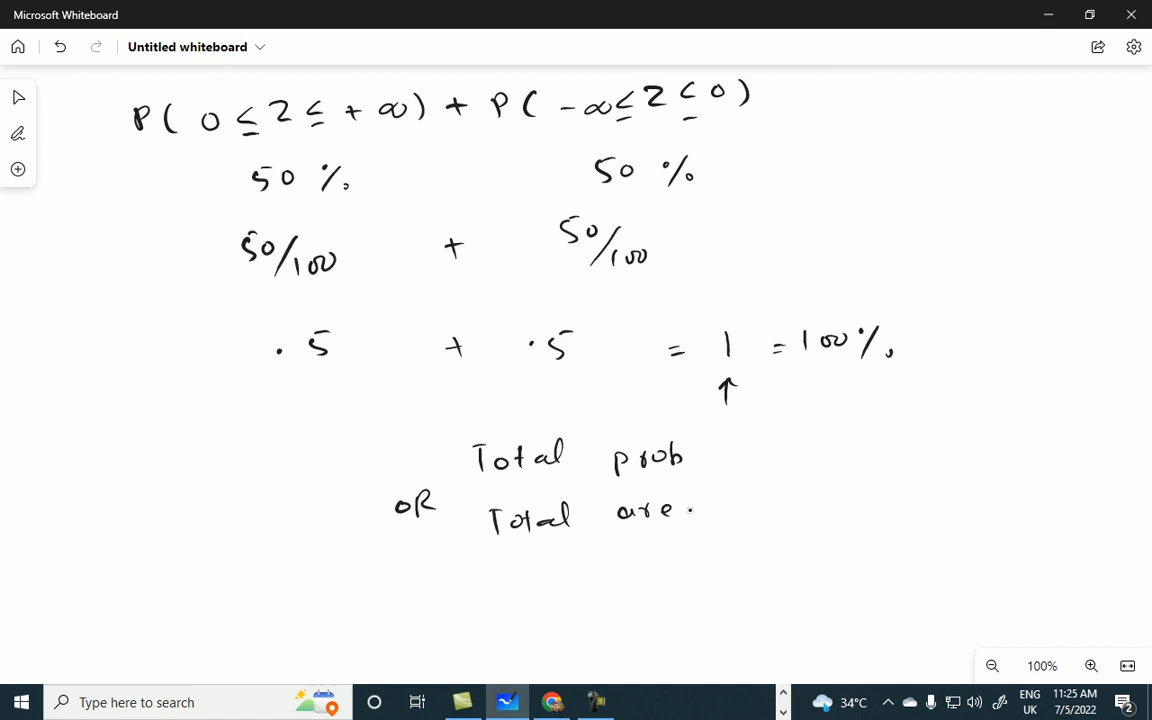 Microsoft Whiteboard
Untitled whiteboard
P( 0 ≤ Z ≤ + ∞) + P( - ∞ ≤ Z ≤ 0 )
50 %. 50 %
50/100 + 50/100
.5 + .5 = 1 = 100%.
↑
Total prob
OR Total are
100%
Type here to search
34°C
ENG
UK
11:25 AM
7/5/2022
2